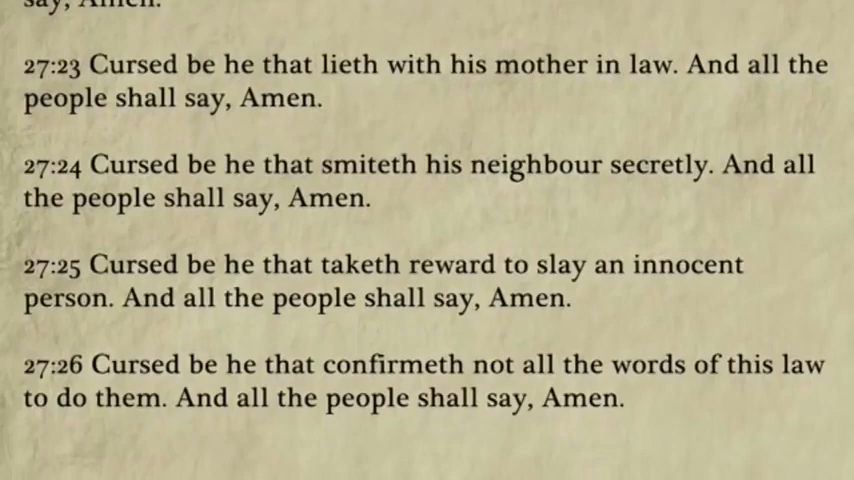 say, Amen.
27:23 Cursed be he that lieth with his mother in law. And all the
people shall say, Amen.
27:24 Cursed be he that smiteth his neighbour secretly. And all
the people shall say, Amen.
27:25 Cursed be he that taketh reward to slay an innocent
person. And all the people shall say, Amen.
27:26 Cursed be he that confirmeth not all the words of this law
to do them. And all the people shall say, Amen.